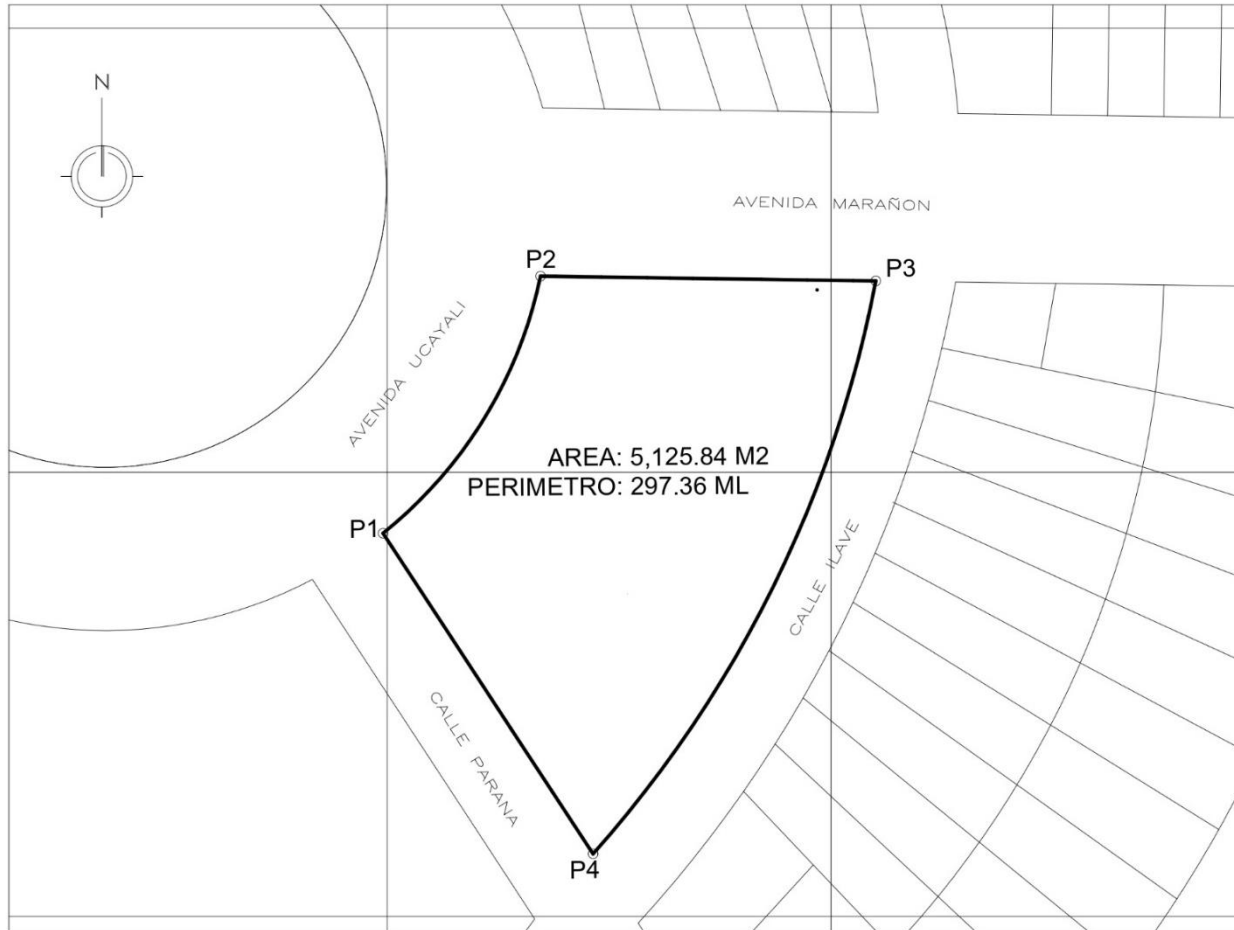 N
AVENIDA MARAÑON
P2
P3
AVENIDA UCAYALI
AREA: 5,125.84 M2
PERIMETRO: 297.36 ML
P1
CALLE ILAVE
CALLE PARANA
P4